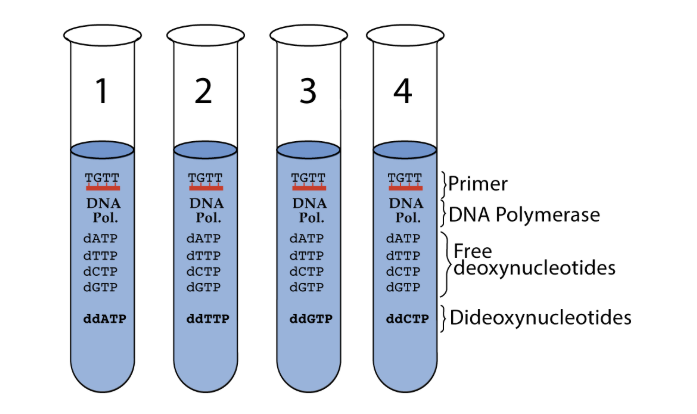 1 2 3 4
TGTT TGTT TGTT TGTT Primer
DNA DNA DNA DNA
Pol. Pol. Pol. Pol. DNA Polymerase
dATP dATP dATP dATP
dTTP dTTP dTTP dTTP Free
dCTP dCTP dCTP dCTP deoxynucleotides
dGTP dGTP dGTP dGTP
ddATP ddTTP ddGTP ddCTP Dideoxynucleotides